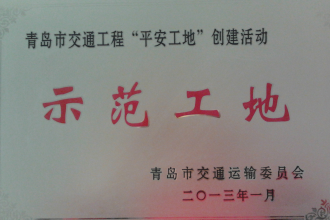 青岛市交通工程“平安工地”创建活动
示范工地
青岛市交通运输委员会
二〇一三年一月